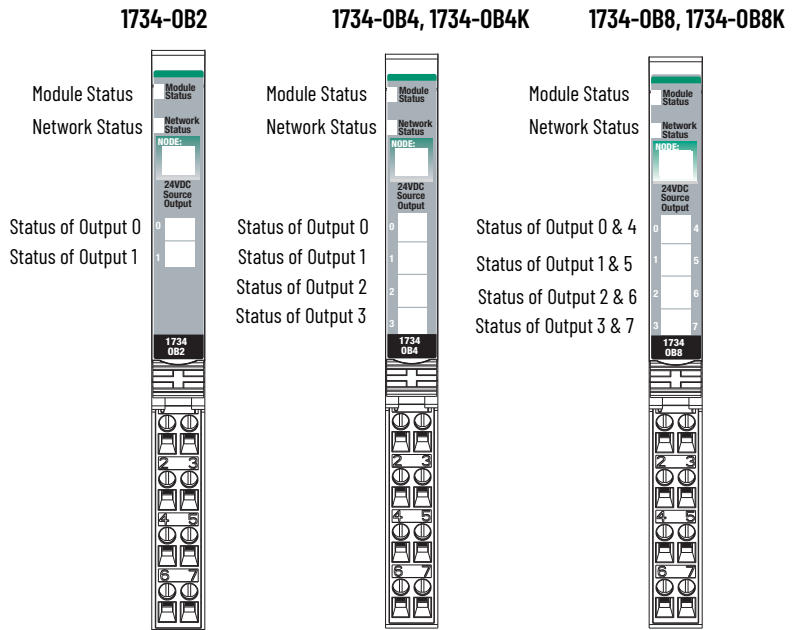 1734-OB2
Module Status
Network Status
Status of Output 0
Status of Output 1
Module
Status
Network
Status
NODE:
24VDC
Source
Output
0
1
1734
OB2
2 3
4 5
6 7
1734-OB4, 1734-OB4K
Module Status
Network Status
Status of Output 0
Status of Output 1
Status of Output 2
Status of Output 3
Module
Status
Network
Status
NODE:
24VDC
Source
Output
0
1
2
3
1734
OB4
2 3
4 5
6 7
1734-OB8, 1734-OB8K
Module Status
Network Status
Status of Output 0 & 4
Status of Output 1 & 5
Status of Output 2 & 6
Status of Output 3 & 7
Module
Status
Network
Status
NODE:
24VDC
Source
Output
0 4
1 5
2 6
3 7
1734
OB8
2 3
4 5
6 7